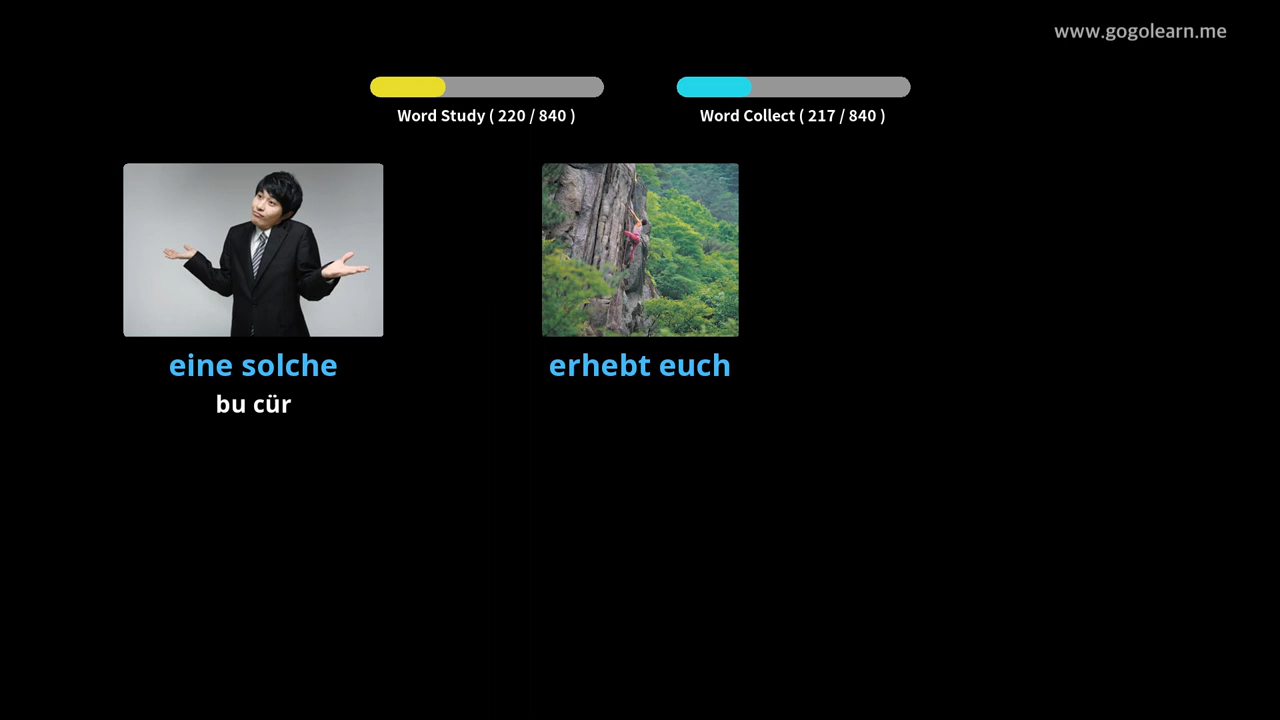 www.gogolearn.me
Word Study ( 220 / 840 )
Word Collect ( 217 / 840 )
eine solche
bu cür
erhebt euch